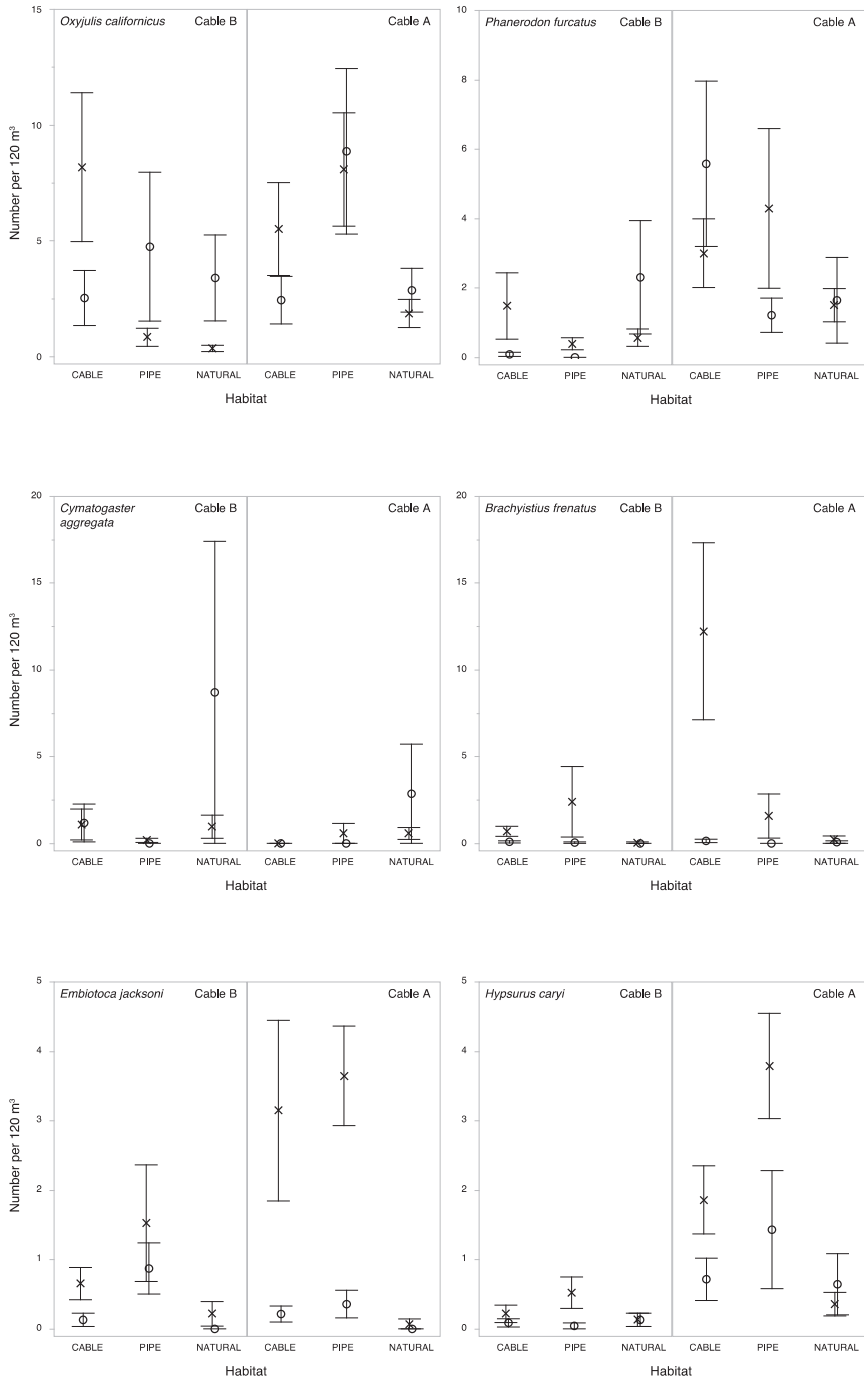 Oxyjulis californicus Cable B Cable A
Number per 120 m³
15
10
5
0
CABLE PIPE NATURAL CABLE PIPE NATURAL
Habitat
Phanerodon furcatus Cable B Cable A
10
8
6
4
2
0
CABLE PIPE NATURAL CABLE PIPE NATURAL
Habitat
Cymatogaster Cable B Cable A
aggregata
Number per 120 m³
20
15
10
5
0
CABLE PIPE NATURAL CABLE PIPE NATURAL
Habitat
Brachyistius frenatus Cable B Cable A
20
15
10
5
0
CABLE PIPE NATURAL CABLE PIPE NATURAL
Habitat
Embiotoca jacksoni Cable B Cable A
Number per 120 m³
5
4
3
2
1
0
CABLE PIPE NATURAL CABLE PIPE NATURAL
Habitat
Hypsurus caryi Cable B Cable A
5
4
3
2
1
0
CABLE PIPE NATURAL CABLE PIPE NATURAL
Habitat